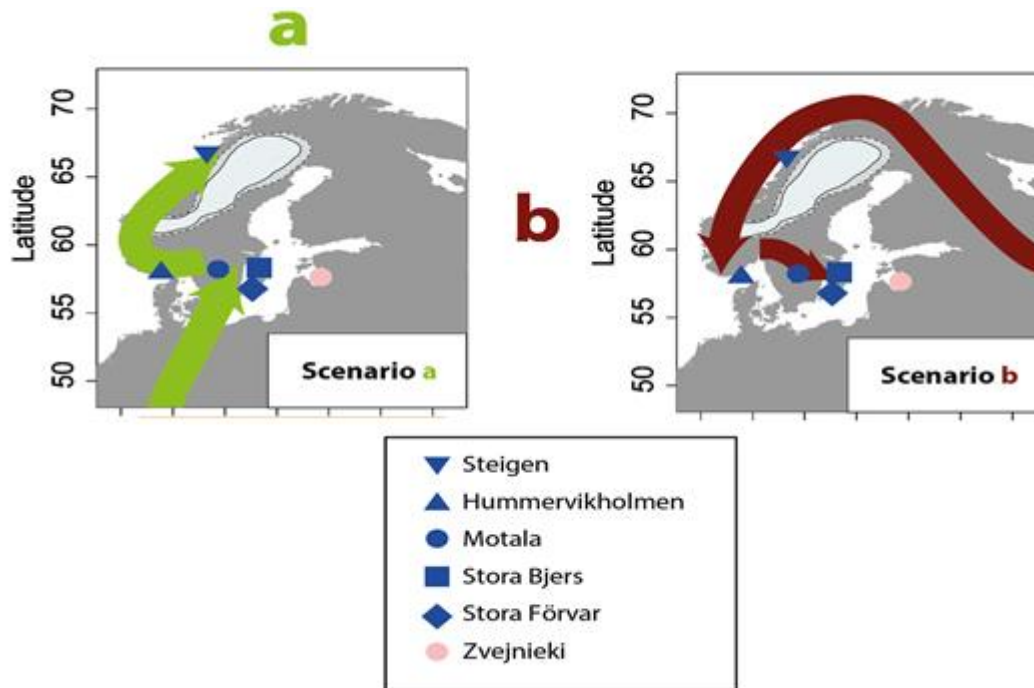 a
70
65
60
55
50
Latitude
Scenario a
b
70
65
60
55
50
Latitude
Scenario b
Steigen
Hummervikholmen
Motala
Stora Bjers
Stora Förvar
Zvejnieki